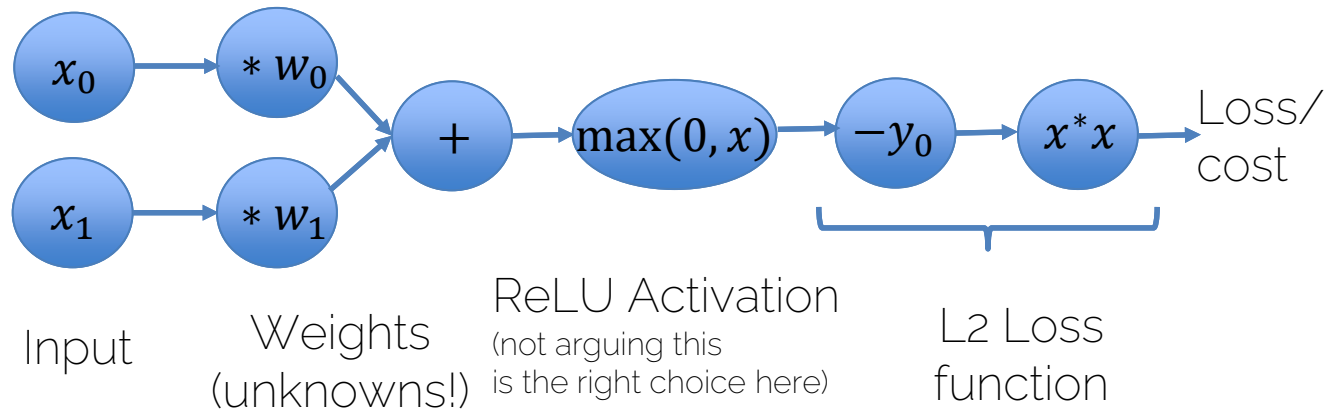 x₀
* w₀
x₁
* w₁
+
max(0, x)
−y₀
x*x
Loss/
cost
Input
Weights
(unknowns!)
ReLU Activation
(not arguing this
is the right choice here)
L2 Loss
function